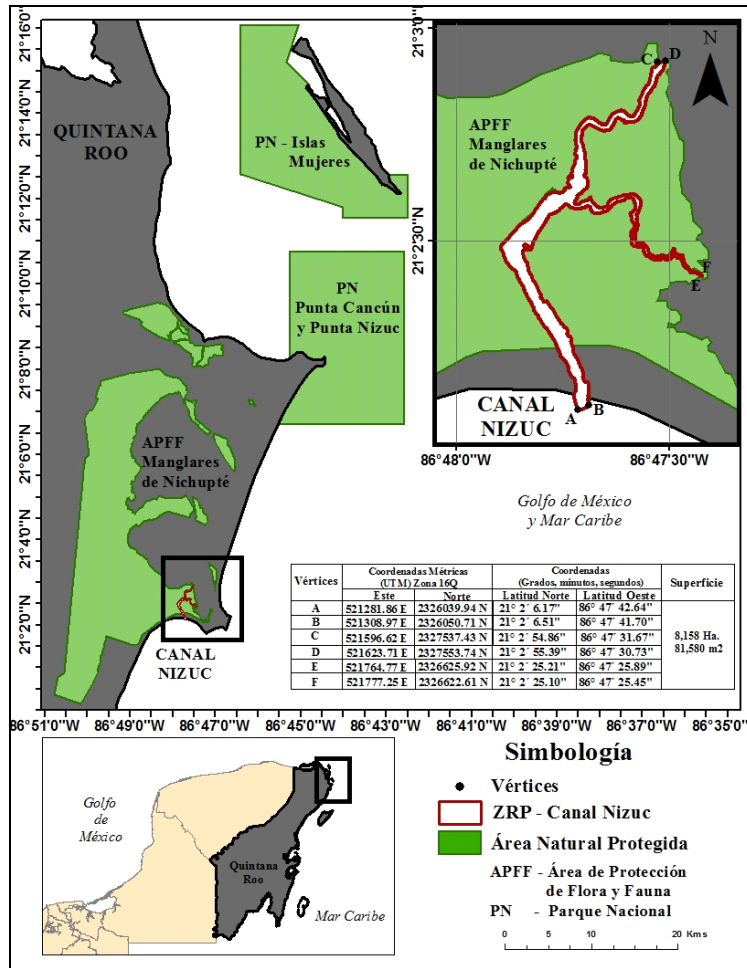 21°16'0"N
21°14'0"N
21°12'0"N
21°10'0"N
21°8'0"N
21°6'0"N
21°4'0"N
21°2'0"N
21°20'0"N
QUINTANA
ROO
PN - Islas
Mujeres
PN
Punta Cancún
y Punta Nizuc
APFF
Manglares
de Nichupté
CANAL
NIZUC
21°3'0"N
21°2'30"N
C
D
N
APFF
Manglares
de Nichupté
F
E
CANAL
NIZUC
A
B
86°48'0"W
86°47'30"W
Golfo de México
y Mar Caribe
Vértices
Coordenadas Métricas
(UTM) Zona 16Q
Coordenadas
(Grados, minutos, segundos)
Superficie
Este Norte Latitud Norte Latitud Oeste
A 521281.86 E 2326039.94 N 21° 2´ 6.17" 86° 47´ 42.64"
B 521308.97 E 2326050.71 N 21° 2´ 6.51" 86° 47´ 41.70"
C 521596.62 E 2327537.43 N 21° 2´ 54.86" 86° 47´ 31.67"
D 521623.71 E 2327553.74 N 21° 2´ 55.39" 86° 47´ 30.73"
E 521764.77 E 2326625.92 N 21° 2´ 25.21" 86° 47´ 25.89"
F 521777.25 E 2326622.61 N 21° 2´ 25.10" 86° 47´ 25.45"
8,158 Ha.
81,580 m2
86°51'0"W 86°49'0"W 86°47'0"W 86°45'0"W 86°43'0"W 86°41'0"W 86°39'0"W 86°37'0"W 86°35'0"W
Golfo
de
México
Quintana
Roo
Mar Caribe
Simbología
Vértices
ZRP - Canal Nizuc
Área Natural Protegida
APFF - Área de Protección
de Flora y Fauna
PN - Parque Nacional
0 5 10 20 Kms